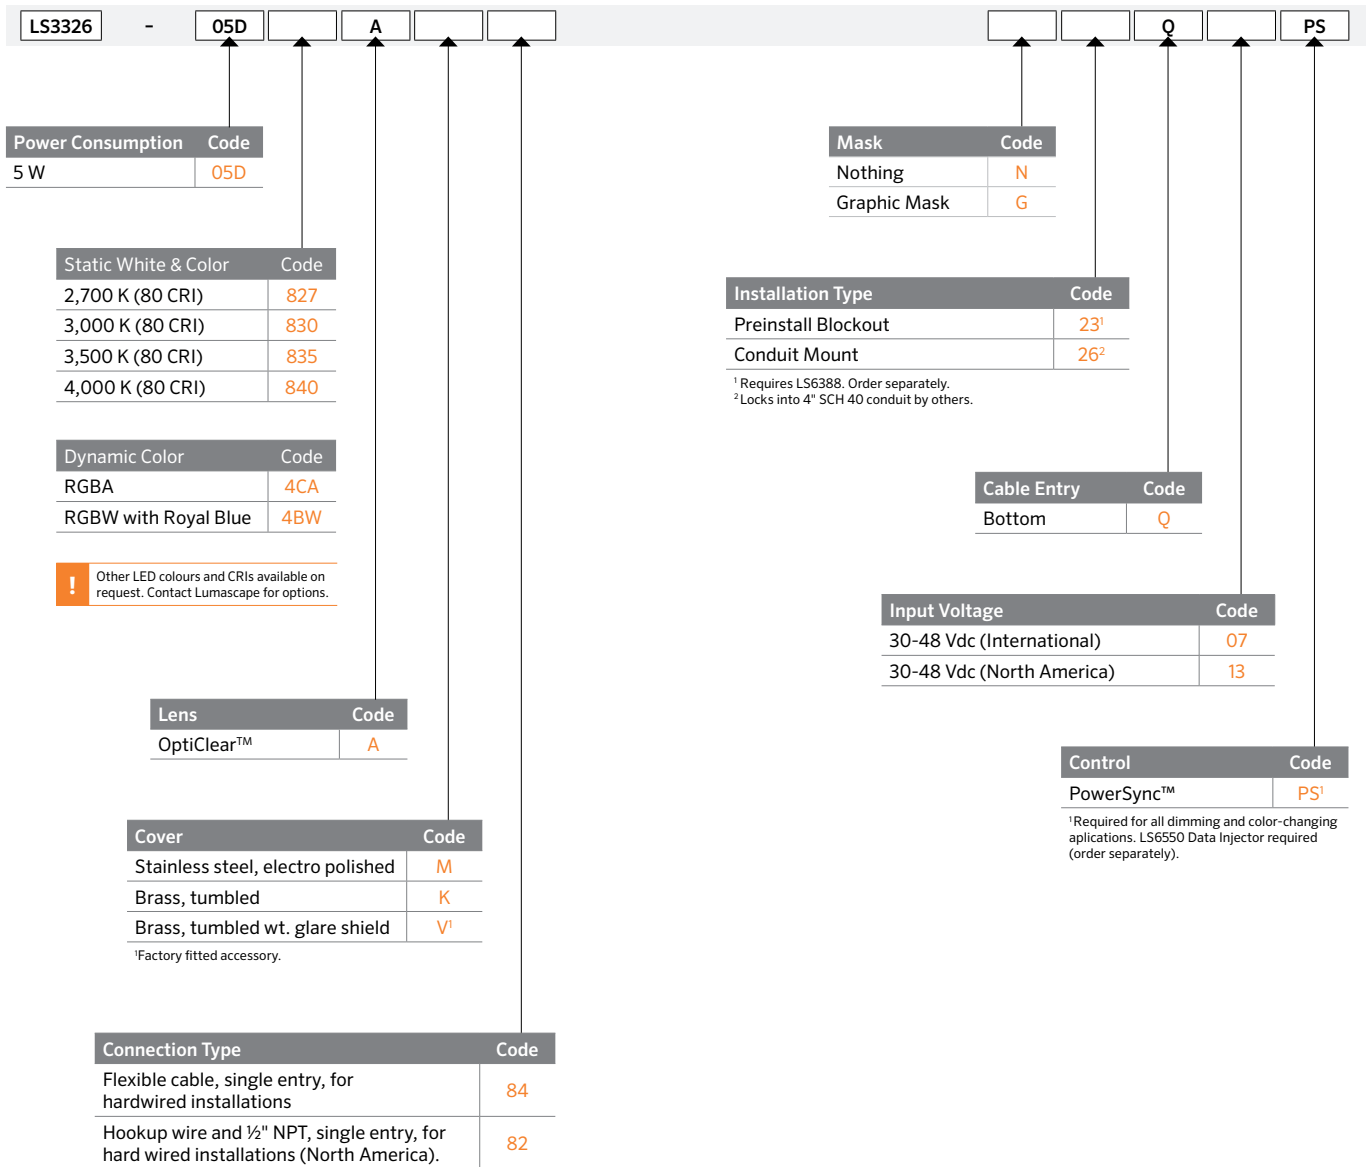 LS3326 - 05D A Q PS
Power Consumption Code
5 W 05D
Static White & Color Code
2,700 K (80 CRI) 827
3,000 K (80 CRI) 830
3,500 K (80 CRI) 835
4,000 K (80 CRI) 840
Dynamic Color Code
RGBA 4CA
RGBW with Royal Blue 4BW
! Other LED colours and CRIs available on
request. Contact Lumascape for options.
Lens Code
OptiClear™ A
Cover Code
Stainless steel, electro polished M
Brass, tumbled K
Brass, tumbled wt. glare shield V¹
¹Factory fitted accessory.
Connection Type Code
Flexible cable, single entry, for
hardwired installations 84
Hookup wire and ½" NPT, single entry, for
hard wired installations (North America). 82
Mask Code
Nothing N
Graphic Mask G
Installation Type Code
Preinstall Blockout 23¹
Conduit Mount 26²
¹ Requires LS6388. Order separately.
² Locks into 4" SCH 40 conduit by others.
Cable Entry Code
Bottom Q
Input Voltage Code
30-48 Vdc (International) 07
30-48 Vdc (North America) 13
Control Code
PowerSync™ PS¹
¹ Required for all dimming and color-changing
aplications. LS6550 Data Injector required
(order separately).